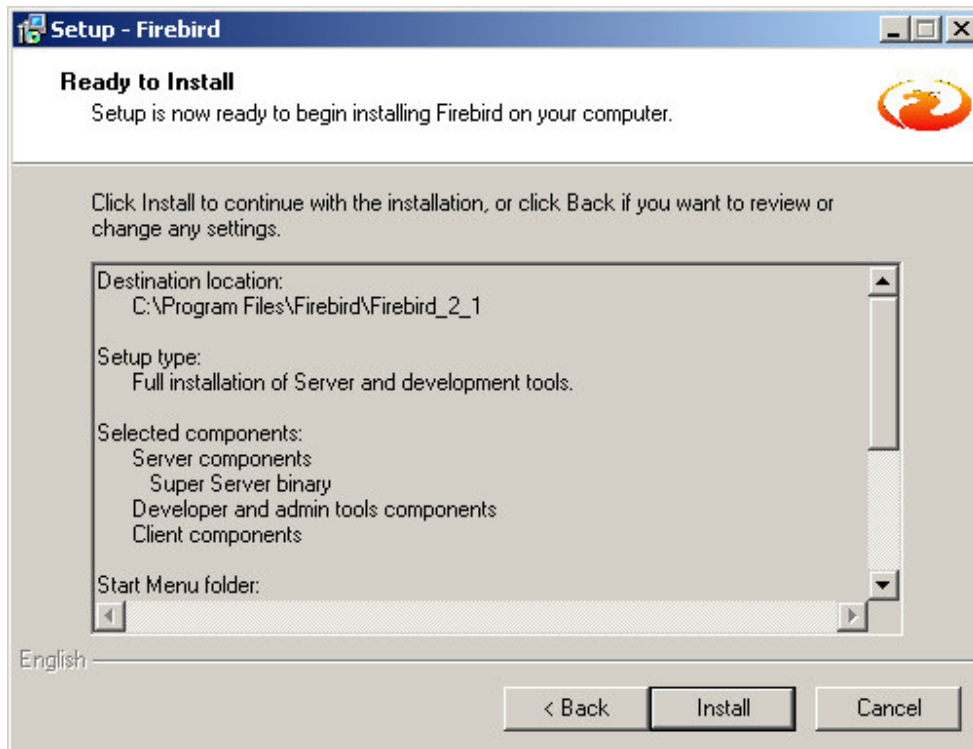 Setup - Firebird
Ready to Install
Setup is now ready to begin installing Firebird on your computer.
Click Install to continue with the installation, or click Back if you want to review or
change any settings.
Destination location:
C:\Program Files\Firebird\Firebird_2_1
Setup type:
Full installation of Server and development tools.
Selected components:
Server components
Super Server binary
Developer and admin tools components
Client components
Start Menu folder:
English
< Back
Install
Cancel